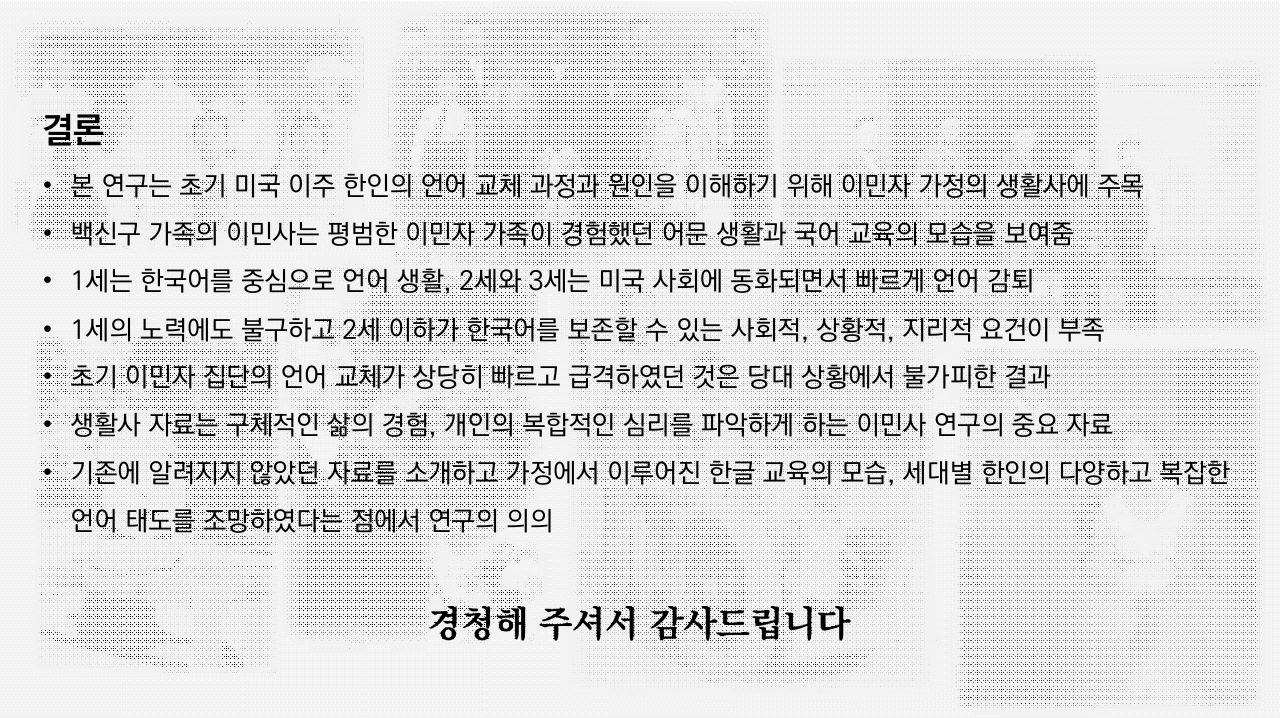 결론
• 본 연구는 초기 미국 이주 한인의 언어 교체 과정과 원인을 이해하기 위해 이민자 가정의 생활사에 주목
• 백신구 가족의 이민사는 평범한 이민자 가족이 경험했던 어문 생활과 국어 교육의 모습을 보여줌
• 1세는 한국어를 중심으로 언어 생활, 2세와 3세는 미국 사회에 동화되면서 빠르게 언어 감퇴
• 1세의 노력에도 불구하고 2세 이하가 한국어를 보존할 수 있는 사회적, 상황적, 지리적 요건이 부족
• 초기 이민자 집단의 언어 교체가 상당히 빠르고 급격하였던 것은 당대 상황에서 불가피한 결과
• 생활사 자료는 구체적인 삶의 경험, 개인의 복합적인 심리를 파악하게 하는 이민사 연구의 중요 자료
• 기존에 알려지지 않았던 자료를 소개하고 가정에서 이루어진 한글 교육의 모습, 세대별 한인의 다양하고 복잡한
언어 태도를 조망하였다는 점에서 연구의 의의
경청해 주셔서 감사드립니다